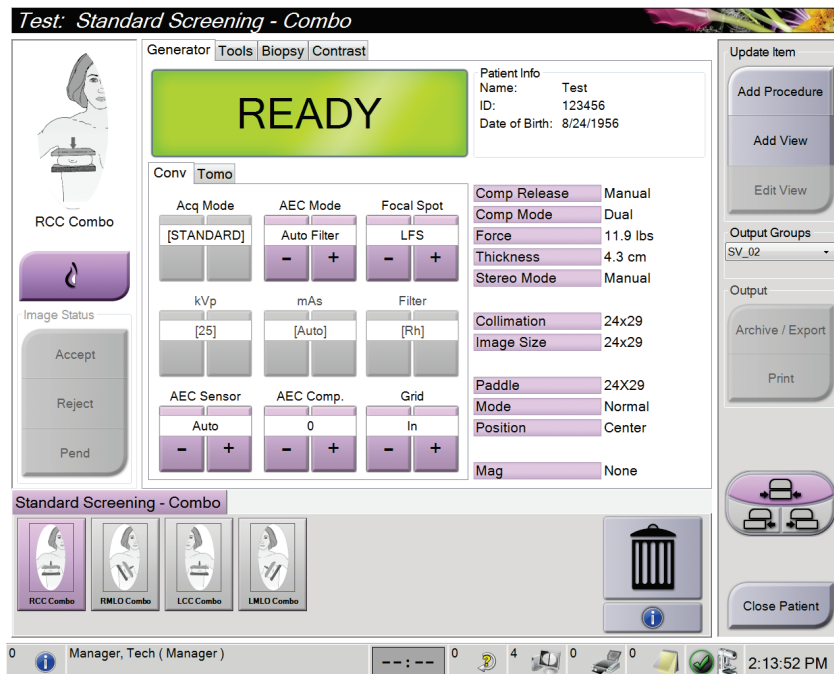 Test: Standard Screening - Combo
Generator Tools Biopsy Contrast
READY
Patient Info
Name: Test
ID: 123456
Date of Birth: 8/24/1956
RCC Combo
Image Status
Accept
Reject
Pend
Conv Tomo
Acq Mode AEC Mode Focal Spot
[STANDARD] Auto Filter LFS
- + - +
kVp mAs Filter
[25] [Auto] [Rh]
AEC Sensor AEC Comp. Grid
Auto 0 In
- + - + - +
Comp Release Manual
Comp Mode Dual
Force 11.9 lbs
Thickness 4.3 cm
Stereo Mode Manual
Collimation 24x29
Image Size 24x29
Paddle 24X29
Mode Normal
Position Center
Mag None
Update Item
Add Procedure
Add View
Edit View
Output Groups
SV_02
Output
Archive / Export
Print
Standard Screening - Combo
RCC Combo RMLO Combo LCC Combo LMLO Combo
Close Patient
0 Manager, Tech ( Manager ) --:-- 0 4 0 0 2:13:52 PM